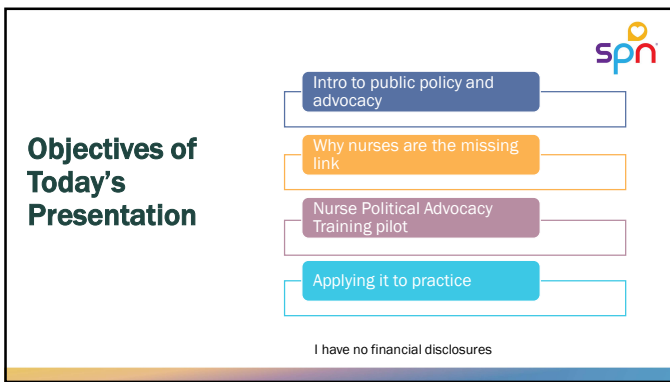 spn
Objectives of
Today's
Presentation
Intro to public policy and
advocacy
Why nurses are the missing
link
Nurse Political Advocacy
Training pilot
Applying it to practice
I have no financial disclosures